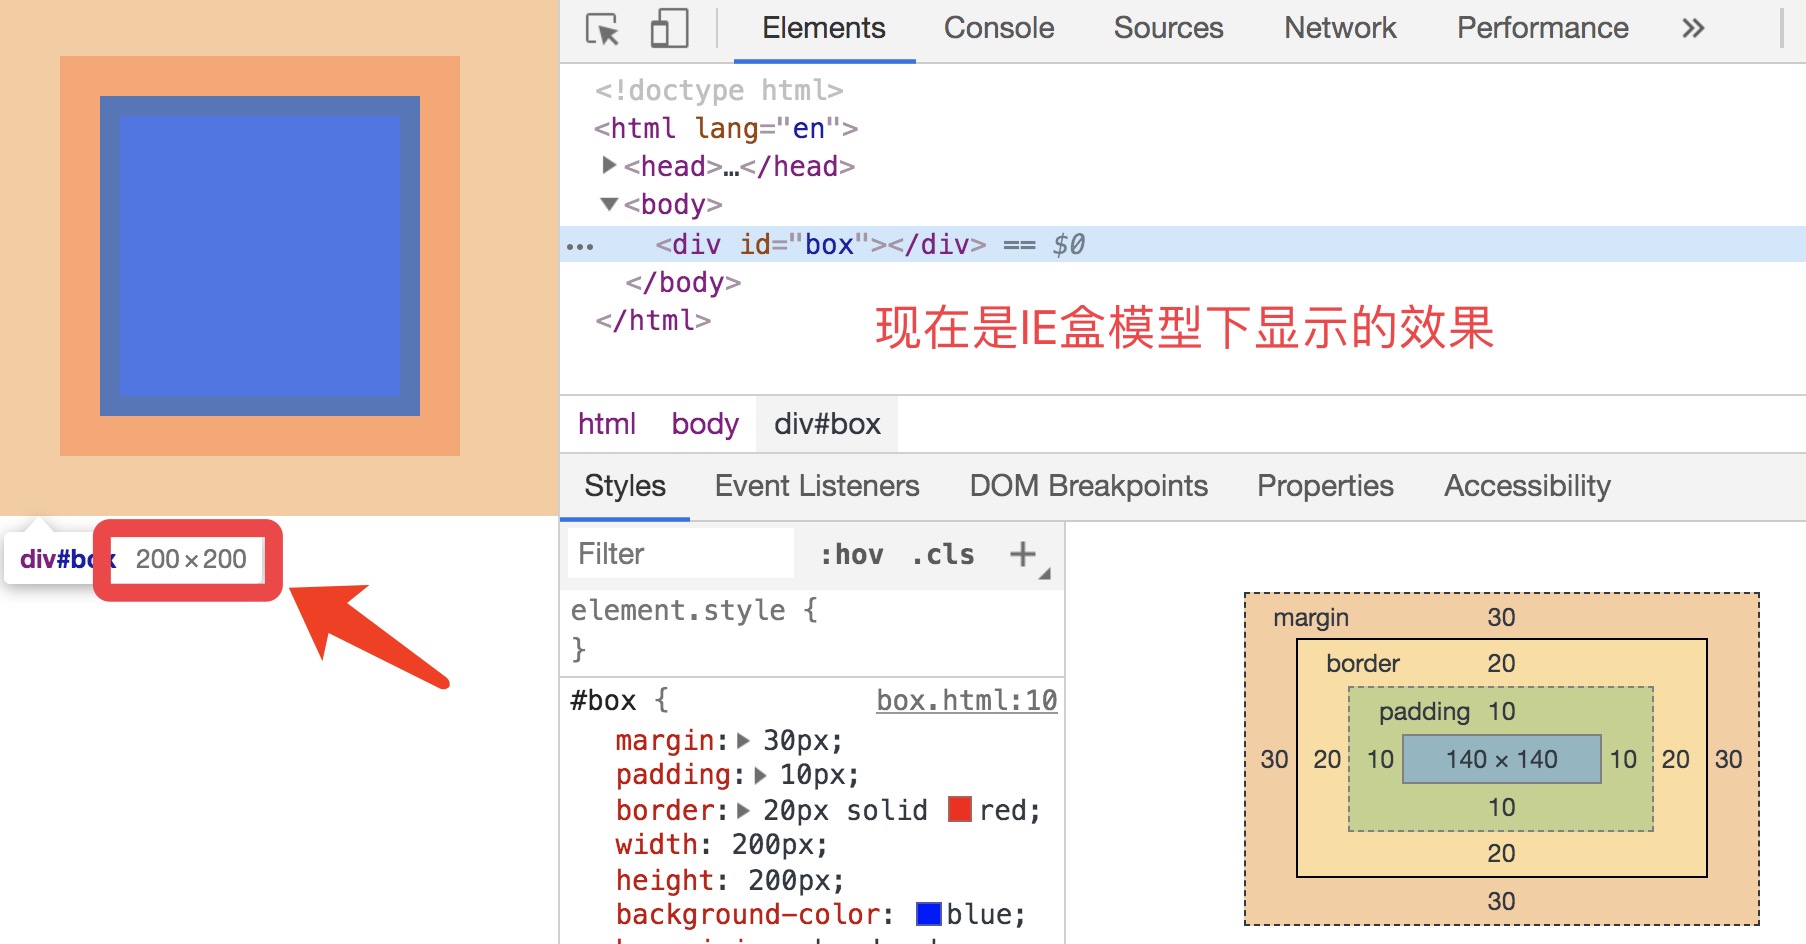 Elements Console Sources Network Performance »
<!doctype html>
<html lang="en">
<head>…</head>
<body>
<div id="box"></div> == $0
</body>
</html>
现在是IE盒模型下显示的效果
html body div#box
Styles Event Listeners DOM Breakpoints Properties Accessibility
div#box 200×200
Filter :hov .cls +
element.style {
}
#box { box.html:10
margin: 30px;
padding: 10px;
border: 20px solid red;
width: 200px;
height: 200px;
background-color: blue;
margin 30
border 20
padding 10
30 20 10 140 × 140 10 20 30
10
20
30